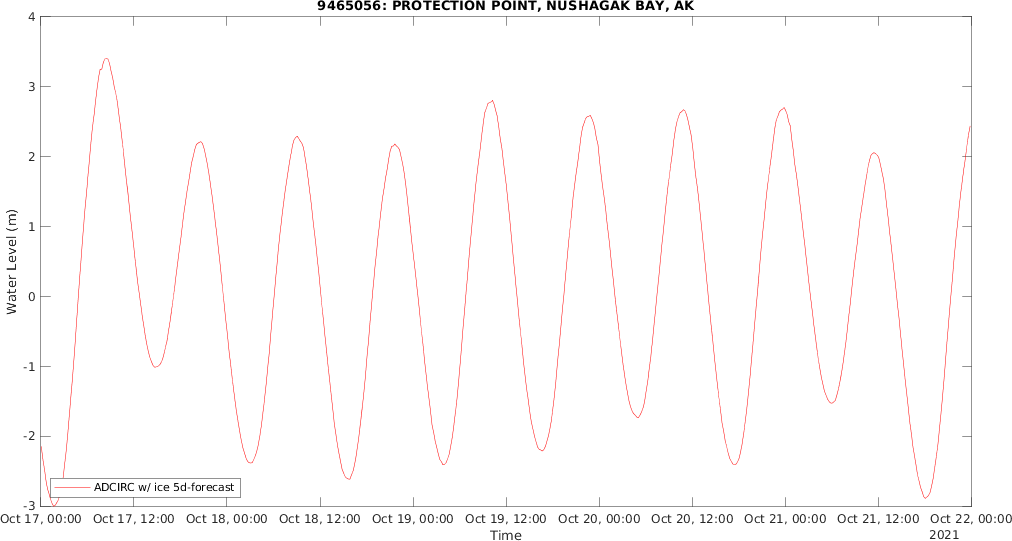 9465056: PROTECTION POINT, NUSHAGAK BAY, AK
4
3
2
1
0
-1
-2
-3
Water Level (m)
ADCIRC w/ ice 5d-forecast
Oct 17, 00:00 Oct 17, 12:00 Oct 18, 00:00 Oct 18, 12:00 Oct 19, 00:00 Oct 19, 12:00 Oct 20, 00:00 Oct 20, 12:00 Oct 21, 00:00 Oct 21, 12:00 Oct 22, 00:00
Time
2021